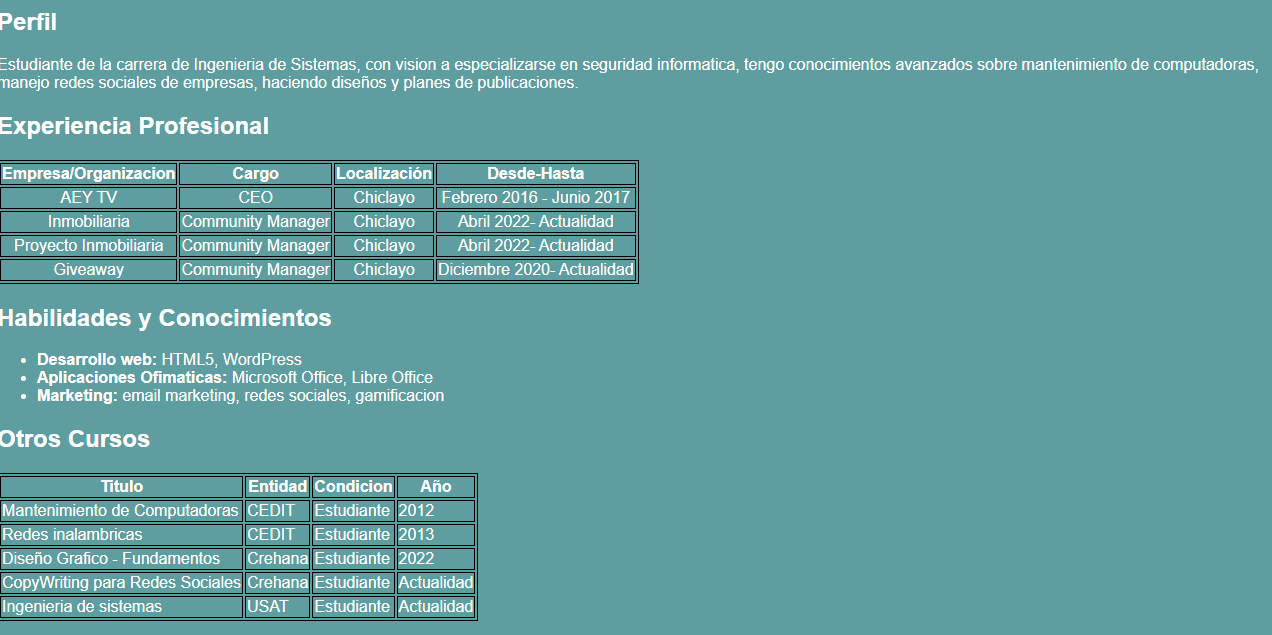 Perfil
Estudiante de la carrera de Ingenieria de Sistemas, con vision a especializarse en seguridad informatica, tengo conocimientos avanzados sobre mantenimiento de computadoras,
manejo redes sociales de empresas, haciendo diseños y planes de publicaciones.
Experiencia Profesional
Empresa/Organizacion Cargo Localización Desde-Hasta
AEY TV CEO Chiclayo Febrero 2016 - Junio 2017
Inmobiliaria Community Manager Chiclayo Abril 2022- Actualidad
Proyecto Inmobiliaria Community Manager Chiclayo Abril 2022- Actualidad
Giveaway Community Manager Chiclayo Diciembre 2020- Actualidad
Habilidades y Conocimientos
• Desarrollo web: HTML5, WordPress
• Aplicaciones Ofimaticas: Microsoft Office, Libre Office
• Marketing: email marketing, redes sociales, gamificacion
Otros Cursos
Titulo Entidad Condicion Año
Mantenimiento de Computadoras CEDIT Estudiante 2012
Redes inalambricas CEDIT Estudiante 2013
Diseño Grafico - Fundamentos Crehana Estudiante 2022
CopyWriting para Redes Sociales Crehana Estudiante Actualidad
Ingenieria de sistemas USAT Estudiante Actualidad